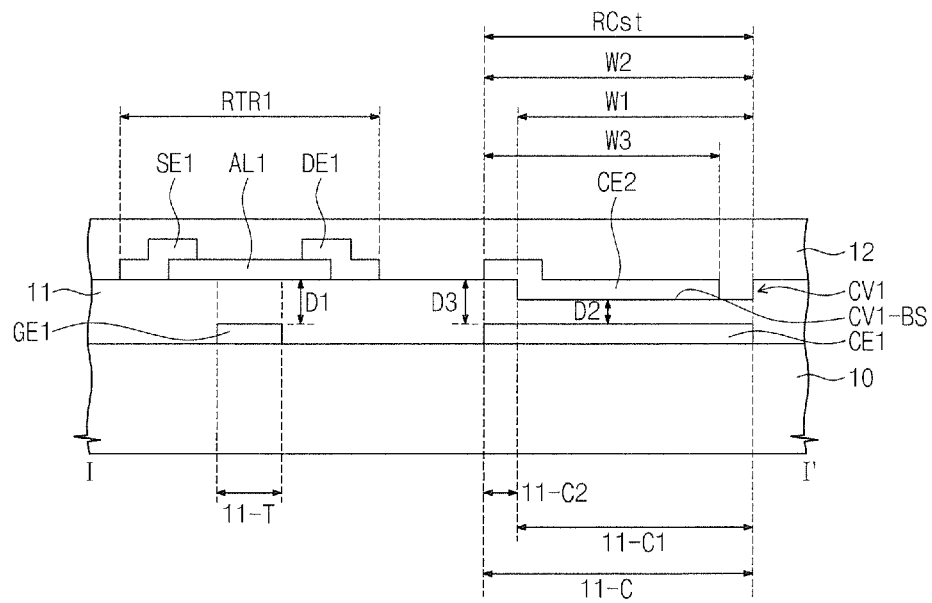 RCst
W2
RTR1
W1
W3
SE1
AL1
DE1
CE2
12
11
D1
D3
D2
CV1
CV1-BS
GE1
CE1
10
I
I'
11-C2
11-T
11-C1
11-C